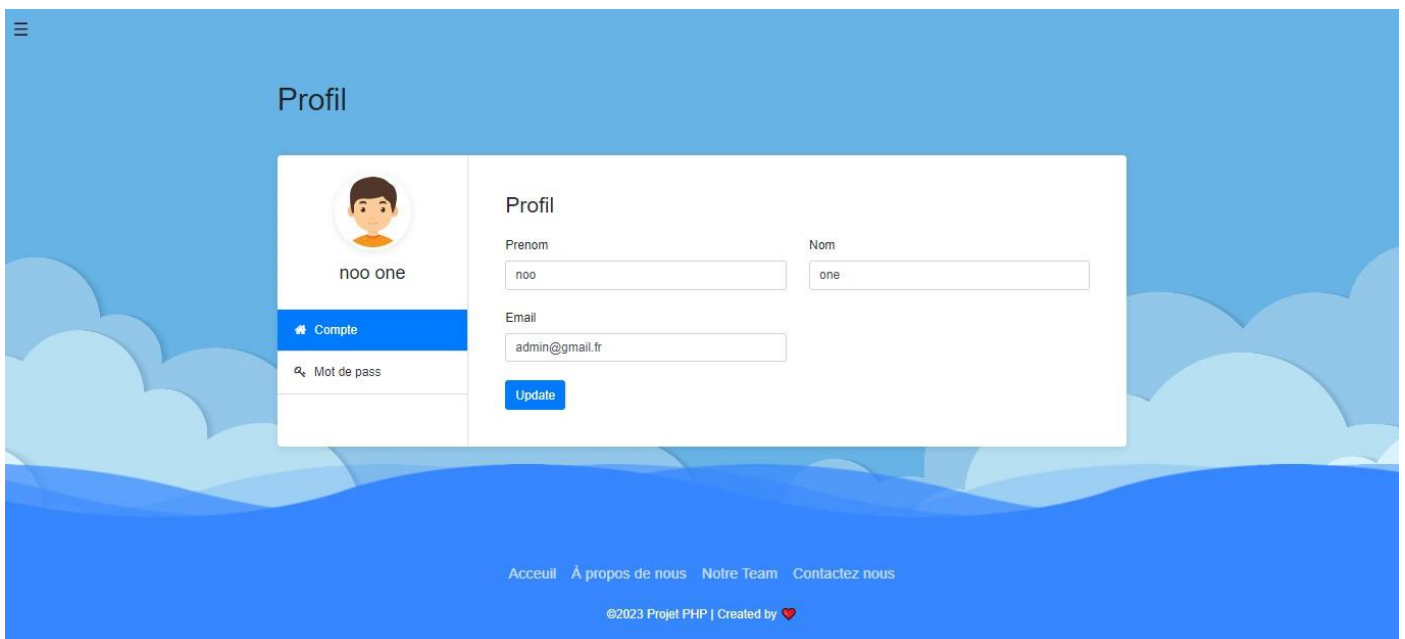 ☰
Profil
noo one
Compte
Mot de pass
Profil
Prenom Nom
noo one
Email
admin@gmail.fr
Update
Acceuil À propos de nous Notre Team Contactez nous
©2023 Projet PHP | Created by ❤